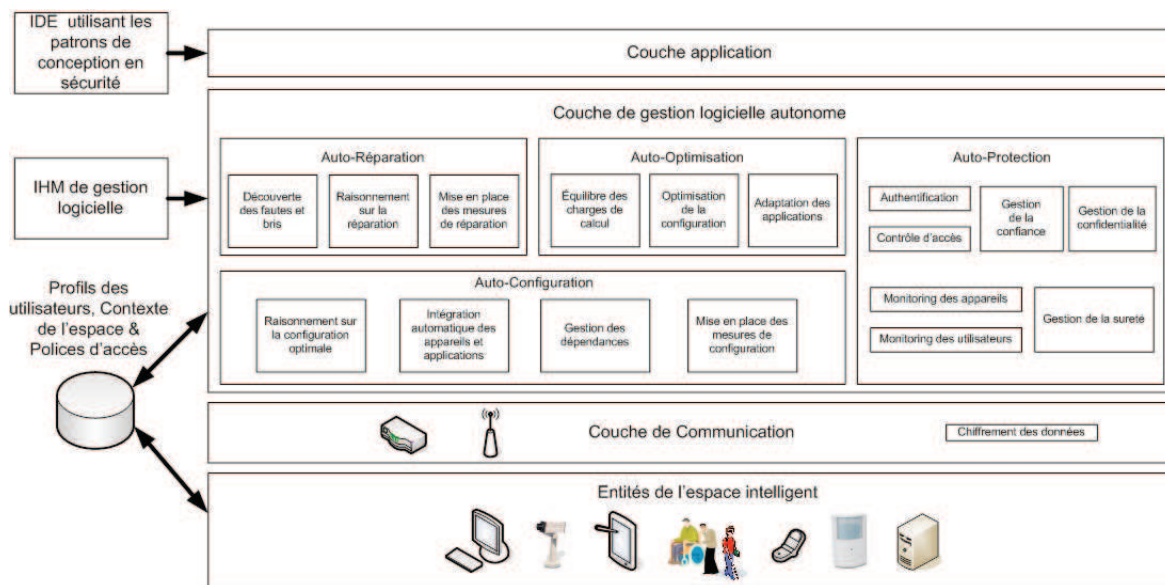 IDE utilisant les
patrons de
conception en
sécurité
Couche application
Couche de gestion logicielle autonome
IHM de gestion
logicielle
Auto-Réparation
Découverte
des fautes et
bris
Raisonnement
sur la
réparation
Mise en place
des mesures
de réparation
Auto-Optimisation
Équilibre des
charges de
calcul
Optimisation
de la
configuration
Adaptation des
applications
Auto-Protection
Authentification
Contrôle d'accès
Gestion
de la
confiance
Gestion de la
confidentialité
Monitoring des appareils
Monitoring des utilisateurs
Gestion de la sureté
Profils des
utilisateurs, Contexte
de l'espace &
Polices d'accès
Auto-Configuration
Raisonnement sur
la configuration
optimale
Intégration
automatique des
appareils et
applications
Gestion des
dépendances
Mise en place des
mesures de
configuration
Couche de Communication
Chiffrement des données
Entités de l'espace intelligent